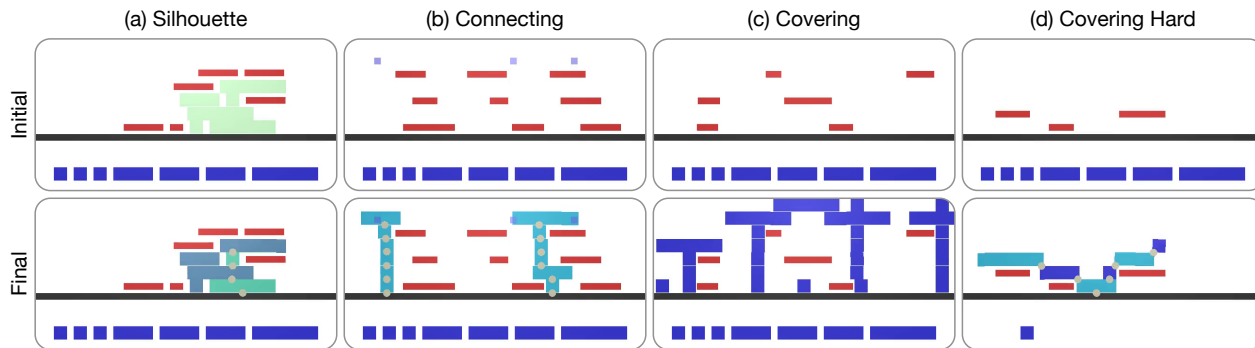 (a) Silhouette
(b) Connecting
(c) Covering
(d) Covering Hard
Initial
Final